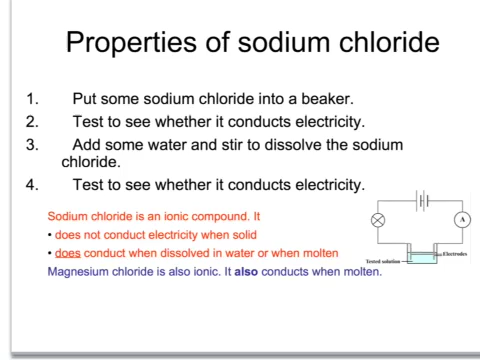 Properties of sodium chloride
1. Put some sodium chloride into a beaker.
2. Test to see whether it conducts electricity.
3. Add some water and stir to dissolve the sodium
chloride.
4. Test to see whether it conducts electricity.
Sodium chloride is an ionic compound. It
• does not conduct electricity when solid
• does conduct when dissolved in water or when molten
Magnesium chloride is also ionic. It also conducts when molten.
A
Electrodes
Tested solution